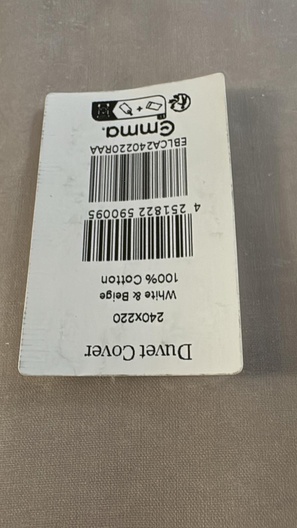 Duvet Cover
240x220
White & Beige
100% Cotton
4 251822 590095
EBLCA240220RAA
emma.